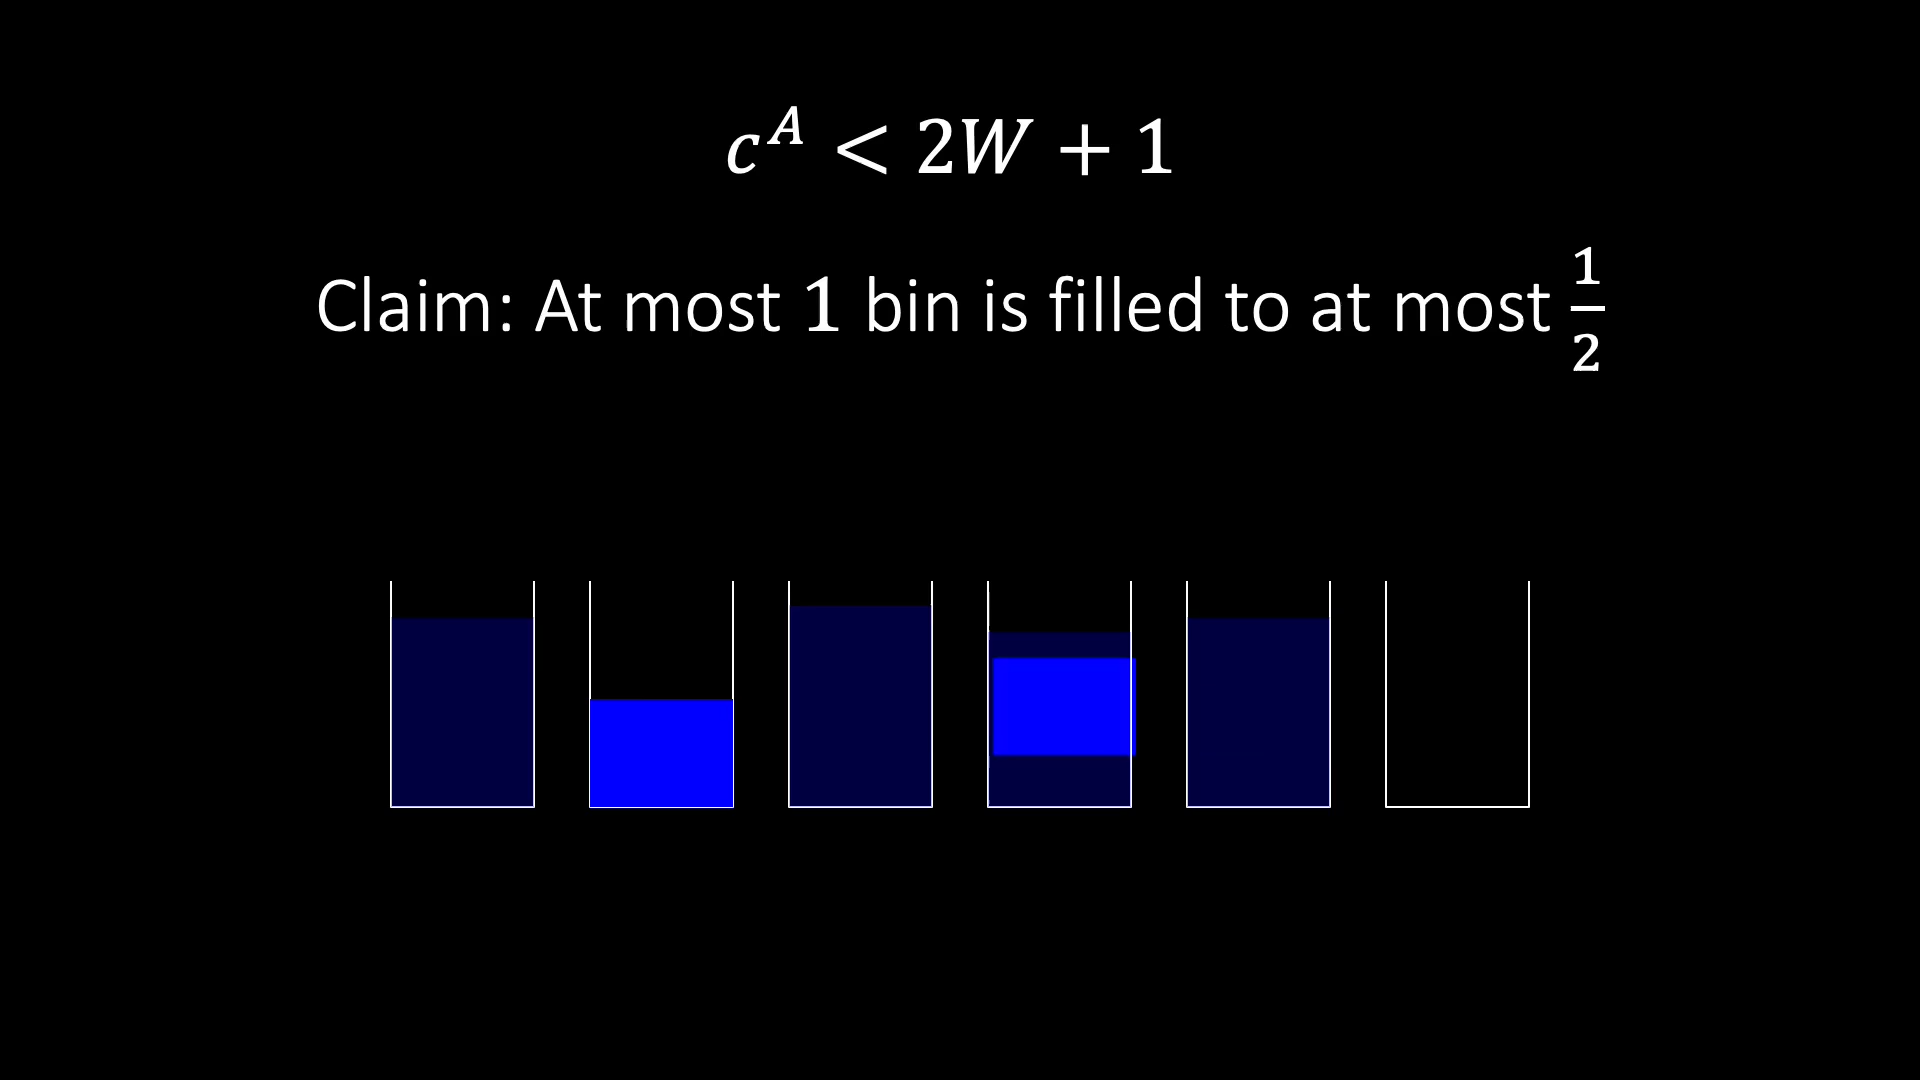 c^A < 2W + 1
Claim: At most 1 bin is filled to at most 1/2